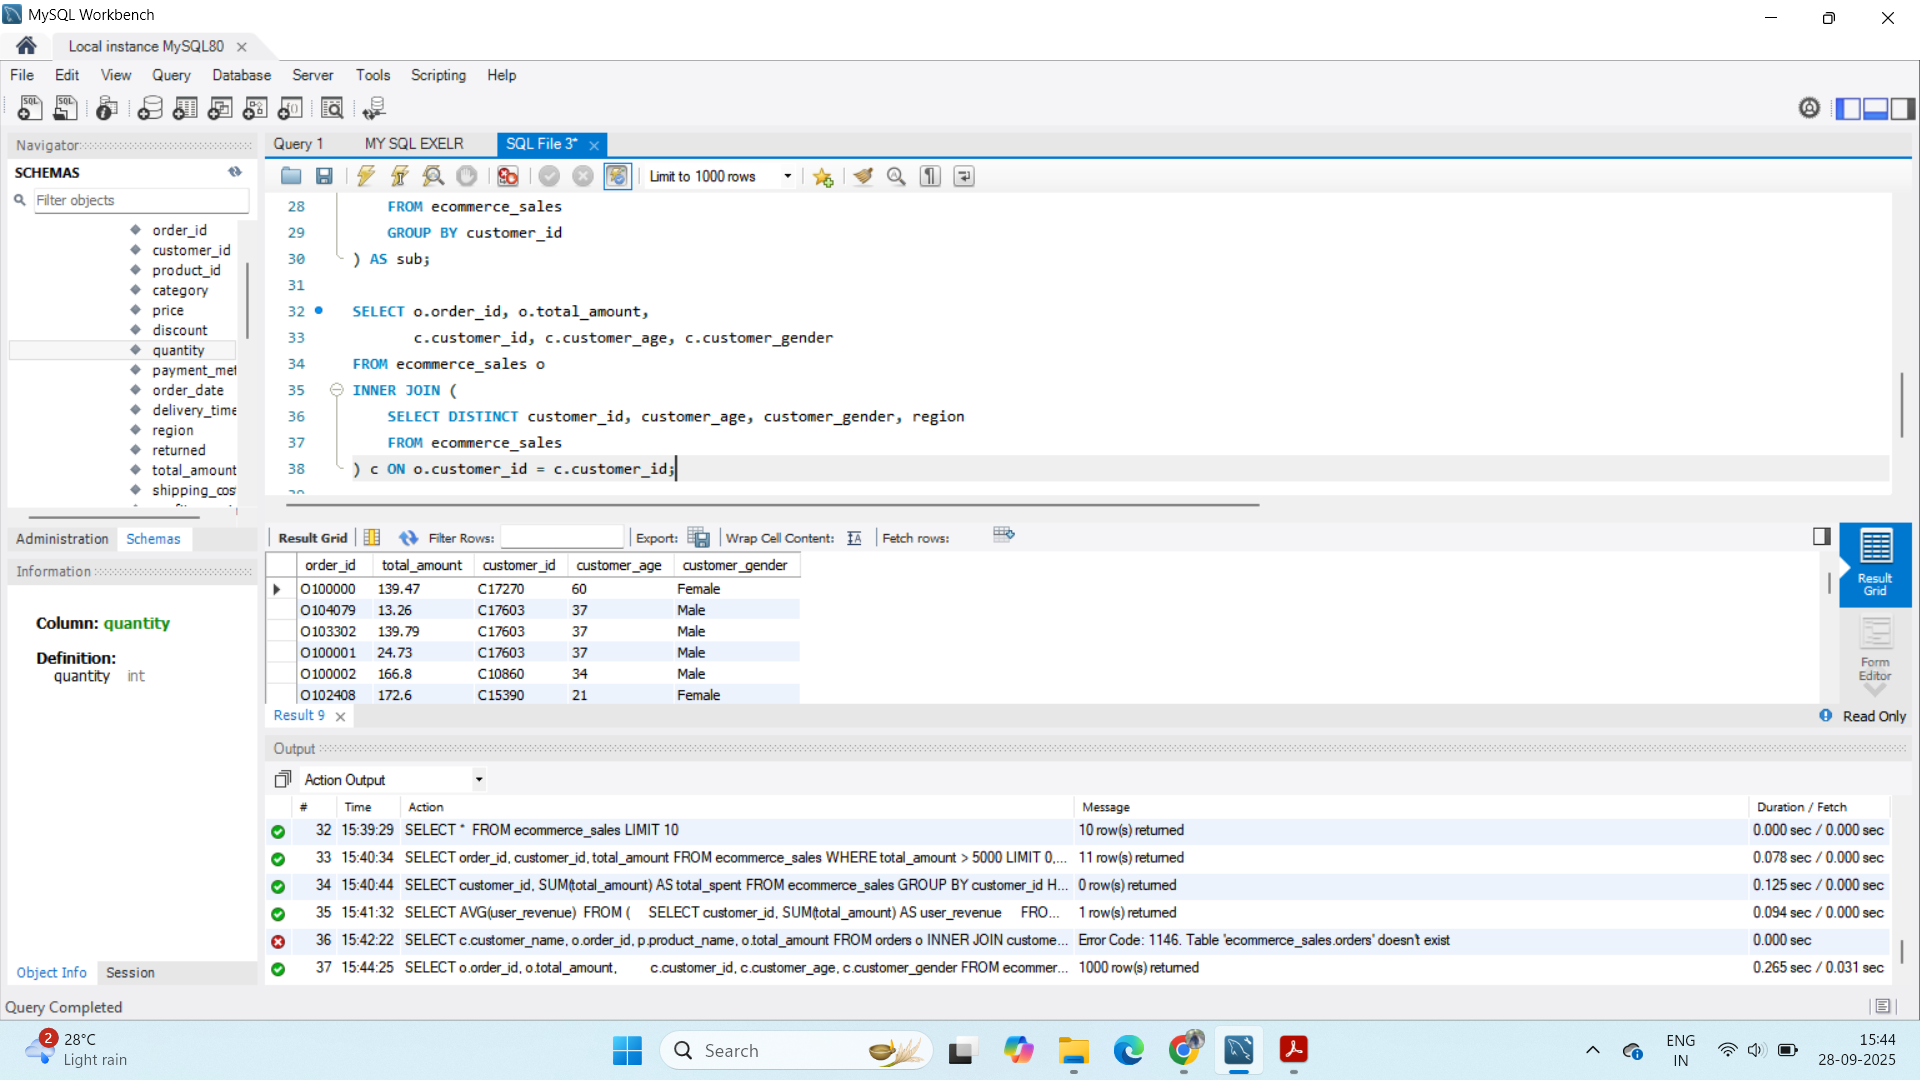 MySQL Workbench
Local instance MySQL80
File Edit View Query Database Server Tools Scripting Help
Navigator
SCHEMAS
Filter objects
order_id
customer_id
product_id
category
price
discount
quantity
payment_met
order_date
delivery_time
region
returned
total_amount
shipping_cos
Administration Schemas
Information
Column: quantity
Definition:
quantity int
Object Info Session
Query Completed
Query 1 MY SQL EXELR SQL File 3*
Limit to 1000 rows
28 FROM ecommerce_sales
29 GROUP BY customer_id
30 ) AS sub;
31
32 SELECT o.order_id, o.total_amount,
33 c.customer_id, c.customer_age, c.customer_gender
34 FROM ecommerce_sales o
35 INNER JOIN (
36 SELECT DISTINCT customer_id, customer_age, customer_gender, region
37 FROM ecommerce_sales
38 ) c ON o.customer_id = c.customer_id;
Result Grid Filter Rows: Export: Wrap Cell Content: Fetch rows:
order_id total_amount customer_id customer_age customer_gender
O100000 139.47 C17270 60 Female
O104079 13.26 C17603 37 Male
O103302 139.79 C17603 37 Male
O100001 24.73 C17603 37 Male
O100002 166.8 C10860 34 Male
O102408 172.6 C15390 21 Female
Result Grid
Form Editor
Result 9
Read Only
Output
Action Output
# Time Action Message Duration / Fetch
32 15:39:29 SELECT * FROM ecommerce_sales LIMIT 10 10 row(s) returned 0.000 sec / 0.000 sec
33 15:40:34 SELECT order_id, customer_id, total_amount FROM ecommerce_sales WHERE total_amount > 5000 LIMIT 0,... 11 row(s) returned 0.078 sec / 0.000 sec
34 15:40:44 SELECT customer_id, SUM(total_amount) AS total_spent FROM ecommerce_sales GROUP BY customer_id H... 0 row(s) returned 0.125 sec / 0.000 sec
35 15:41:32 SELECT AVG(user_revenue) FROM ( SELECT customer_id, SUM(total_amount) AS user_revenue FRO... 1 row(s) returned 0.094 sec / 0.000 sec
36 15:42:22 SELECT c.customer_name, o.order_id, p.product_name, o.total_amount FROM orders o INNER JOIN custome... Error Code: 1146. Table 'ecommerce_sales.orders' doesn't exist 0.000 sec
37 15:44:25 SELECT o.order_id, o.total_amount, c.customer_id, c.customer_age, c.customer_gender FROM ecommer... 1000 row(s) returned 0.265 sec / 0.031 sec
2
28°C
Light rain
Search
ENG
IN
15:44
28-09-2025